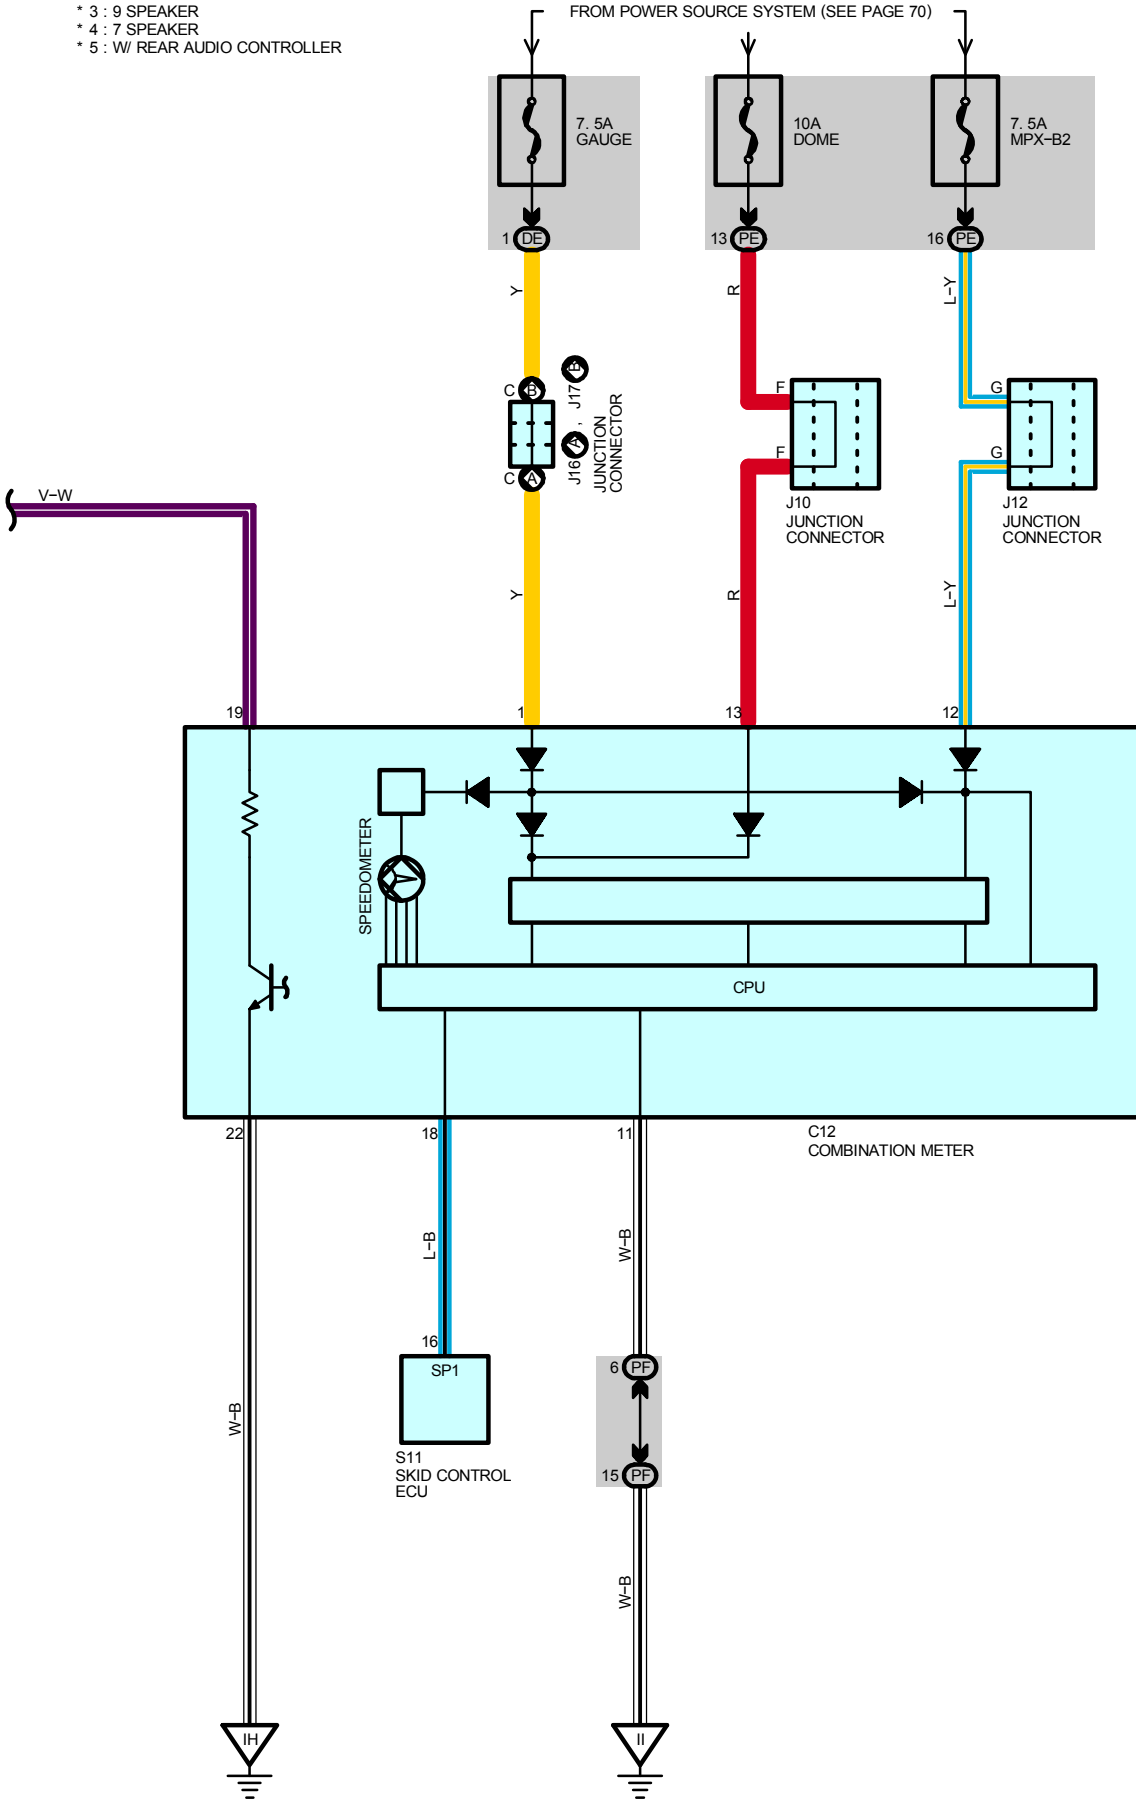 * 3 : 9 SPEAKER
* 4 : 7 SPEAKER
* 5 : W/ REAR AUDIO CONTROLLER
FROM POWER SOURCE SYSTEM (SEE PAGE 70)
7. 5A
GAUGE
10A
DOME
7. 5A
MPX-B2
1 DE
13 PE
16 PE
Y
R
L-Y
C B
J16 A , J17 B
JUNCTION
CONNECTOR
C A
F
F
J10
JUNCTION
CONNECTOR
G
G
J12
JUNCTION
CONNECTOR
V-W
Y
R
L-Y
19
1
13
12
SPEEDOMETER
CPU
22
18
11
C12
COMBINATION METER
L-B
W-B
16
SP1
S11
SKID CONTROL
ECU
6 PF
15 PF
W-B
W-B
IH
II